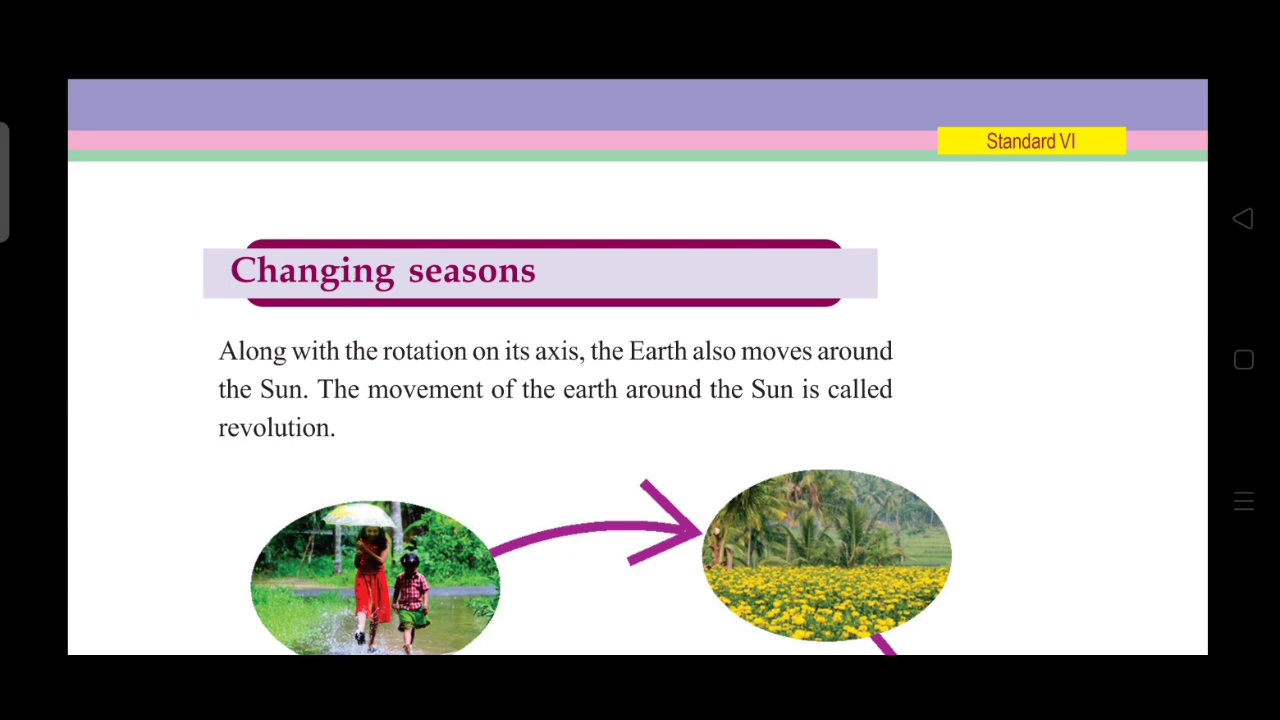 Standard VI
Changing seasons
Along with the rotation on its axis, the Earth also moves around
the Sun. The movement of the earth around the Sun is called
revolution.